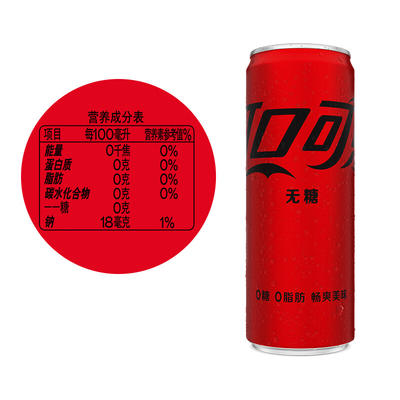 营养成分表
项目 每100毫升 营养素参考值%
能量 0千焦 0%
蛋白质 0克 0%
脂肪 0克 0%
碳水化合物 0克 0%
——糖 0克
钠 18毫克 1%
口可
无糖
0糖 0脂肪 畅爽美味